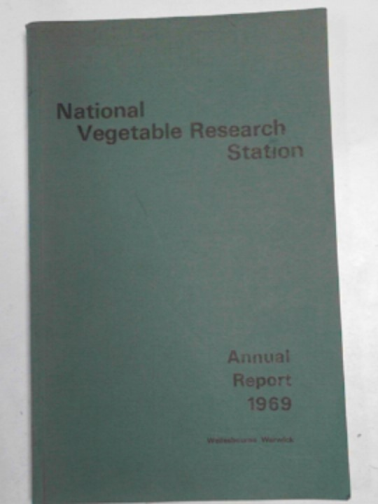 National
Vegetable Research
Station
Annual
Report
1969
Wellesbourne, Warwick